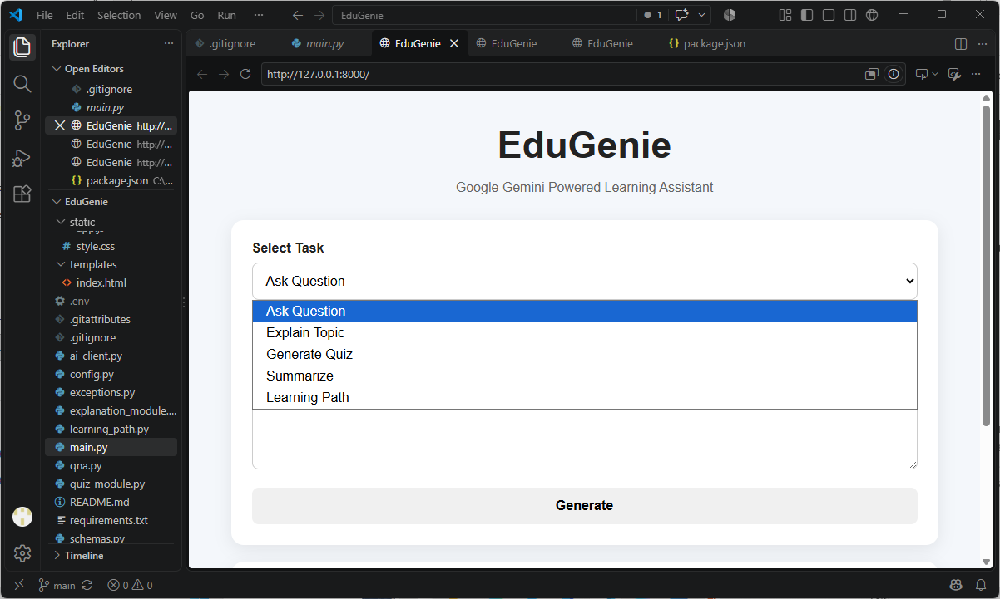 File Edit Selection View Go Run ··· EduGenie 1
Explorer ···
.gitignore main.py EduGenie EduGenie EduGenie {} package.json ···
Open Editors
.gitignore
main.py
EduGenie http://...
EduGenie http://...
EduGenie http://...
{} package.json C:\...
EduGenie
static
# style.css
templates
<> index.html
.env
.gitattributes
.gitignore
ai_client.py
config.py
exceptions.py
explanation_module....
learning_path.py
main.py
qna.py
quiz_module.py
README.md
requirements.txt
schemas.py
Timeline
http://127.0.0.1:8000/
EduGenie
Google Gemini Powered Learning Assistant
Select Task
Ask Question
Ask Question
Explain Topic
Generate Quiz
Summarize
Learning Path
Generate
main 0 0